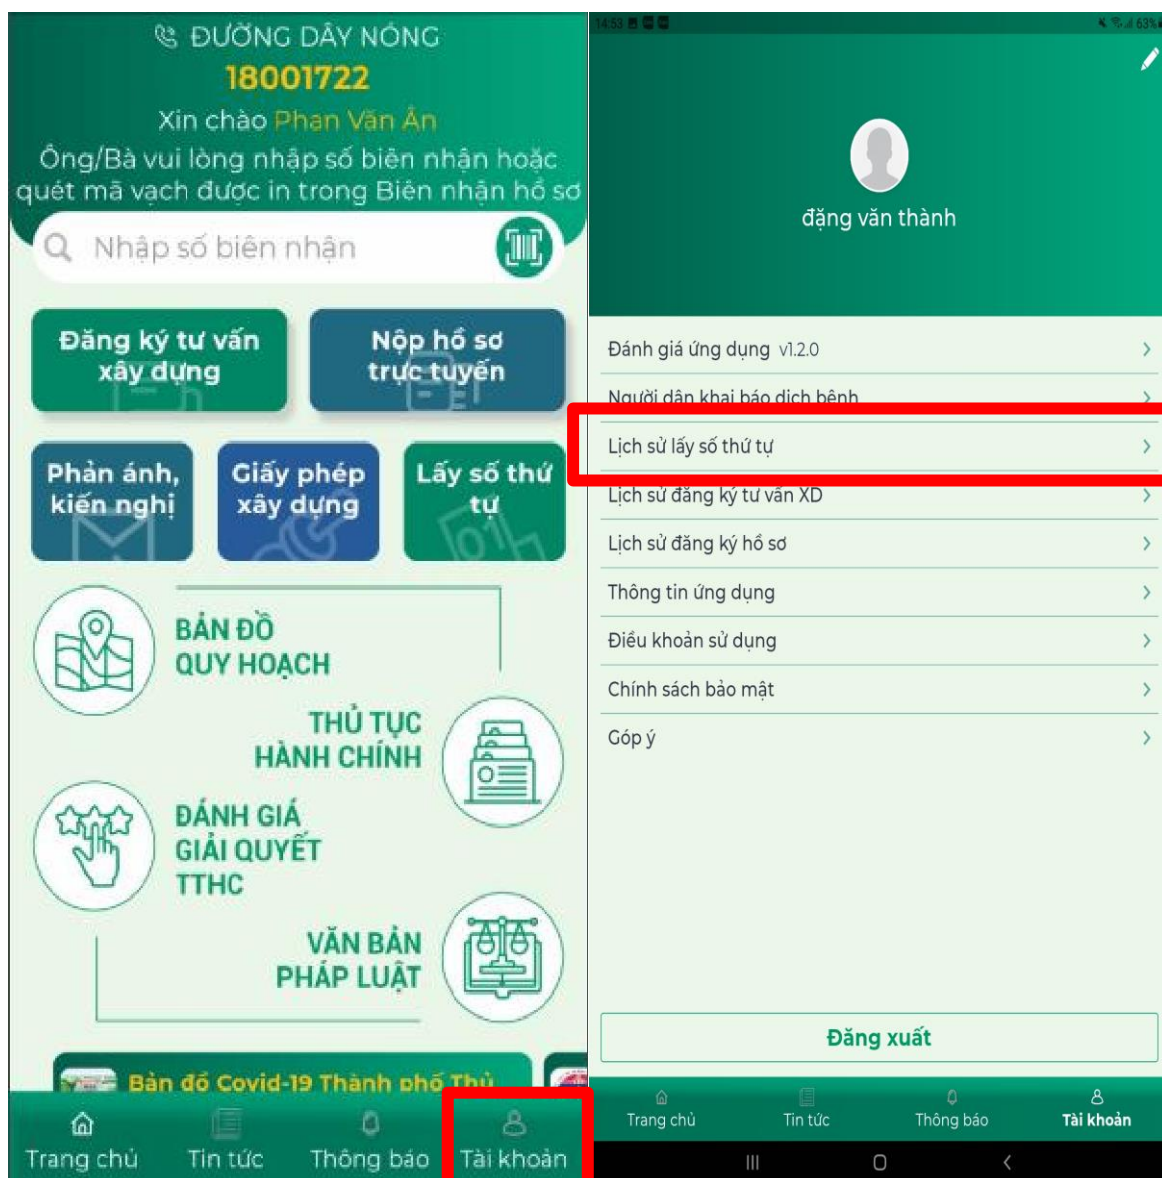 ĐƯỜNG DÂY NÓNG
18001722
Xin chào Phan Văn Ân
Ông/Bà vui lòng nhập số biên nhận hoặc
quét mã vạch được in trong Biên nhận hồ sơ
Nhập số biên nhận
Đăng ký tư vấn
xây dựng
Nộp hồ sơ
trực tuyến
Phản ánh,
kiến nghị
Giấy phép
xây dựng
Lấy số thứ
tự
01
BẢN ĐỒ
QUY HOẠCH
THỦ TỤC
HÀNH CHÍNH
ĐÁNH GIÁ
GIẢI QUYẾT
TTHC
VĂN BẢN
PHÁP LUẬT
Bản đồ Covid-19 Thành phố Thủ
Trang chủ
Tin tức
Thông báo
Tài khoản
14:53
63%
đặng văn thành
Đánh giá ứng dụng v1.2.0
Người dân khai báo dịch bệnh
Lịch sử lấy số thứ tự
Lịch sử đăng ký tư vấn XD
Lịch sử đăng ký hồ sơ
Thông tin ứng dụng
Điều khoản sử dụng
Chính sách bảo mật
Góp ý
Đăng xuất
Trang chủ
Tin tức
Thông báo
Tài khoản